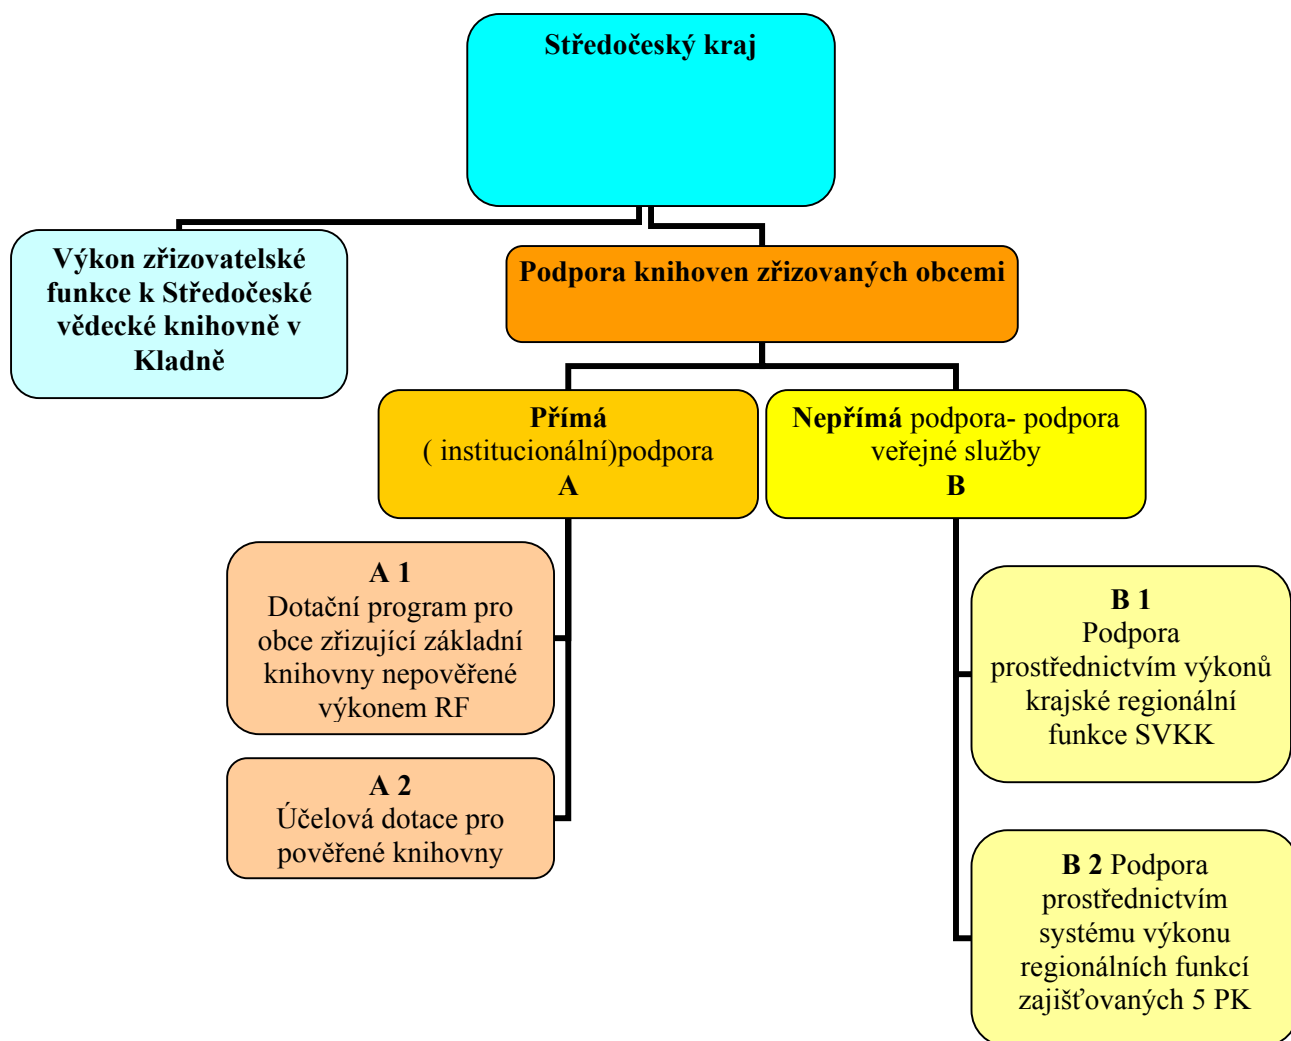 Středočeský kraj
Výkon zřizovatelské
funkce k Středočeské
vědecké knihovně v
Kladně
Podpora knihoven zřizovaných obcemi
Přímá
( institucionální)podpora
A
Nepřímá podpora- podpora
veřejné služby
B
A 1
Dotační program pro
obce zřizující základní
knihovny nepověřené
výkonem RF
A 2
Účelová dotace pro
pověřené knihovny
B 1
Podpora
prostřednictvím výkonů
krajské regionální
funkce SVKK
B 2 Podpora
prostřednictvím
systému výkonu
regionálních funkcí
zajišťovaných 5 PK